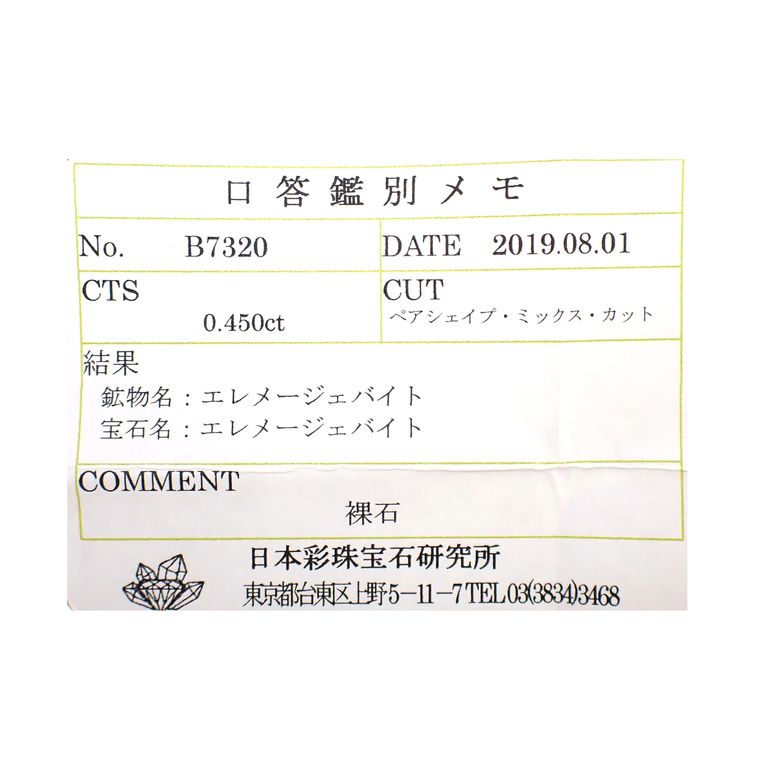 口答鑑別メモ
No. B7320 DATE 2019.08.01
CTS CUT
0.450ct ペアシェイプ・ミックス・カット
結果
鉱物名：エレメージェバイト
宝石名：エレメージェバイト
COMMENT
裸石
日本彩珠宝石研究所
東京都台東区上野5−11−7 TEL 03(3834)3468